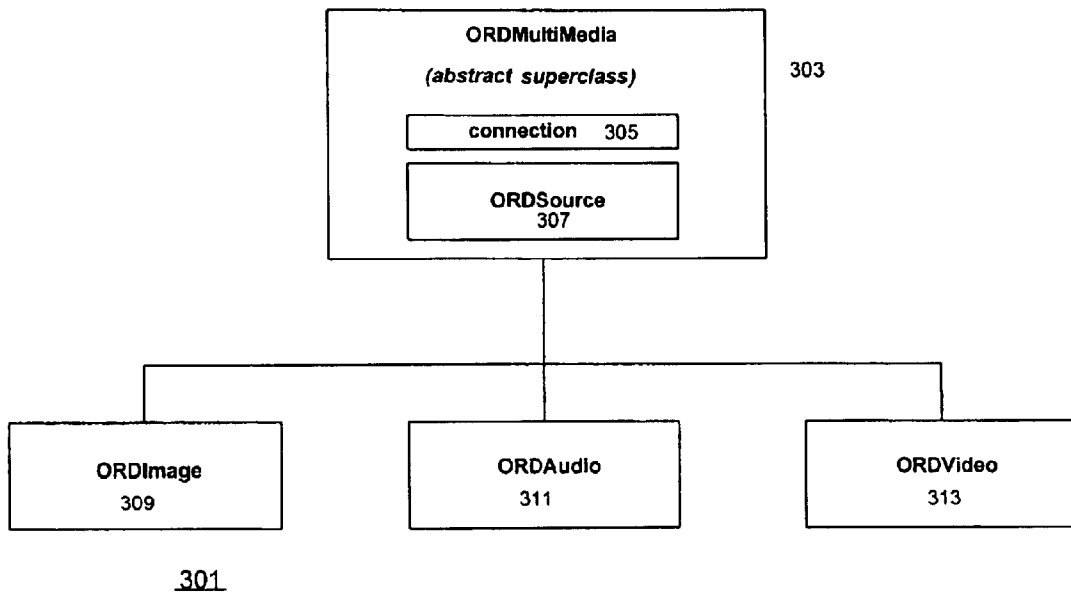 ORDMultiMedia
(abstract superclass)
303
connection 305
ORDSource
307
ORDImage
309
ORDAudio
311
ORDVideo
313
301